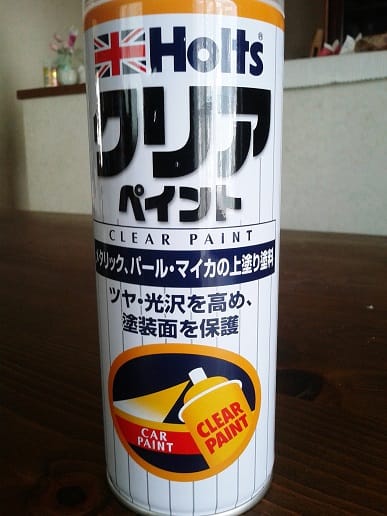 Holts
クリア
ペイント
CLEAR PAINT
メタリック、パール・マイカの上塗り塗料
ツヤ・光沢を高め、
塗装面を保護
CAR
PAINT
CLEAR
PAINT